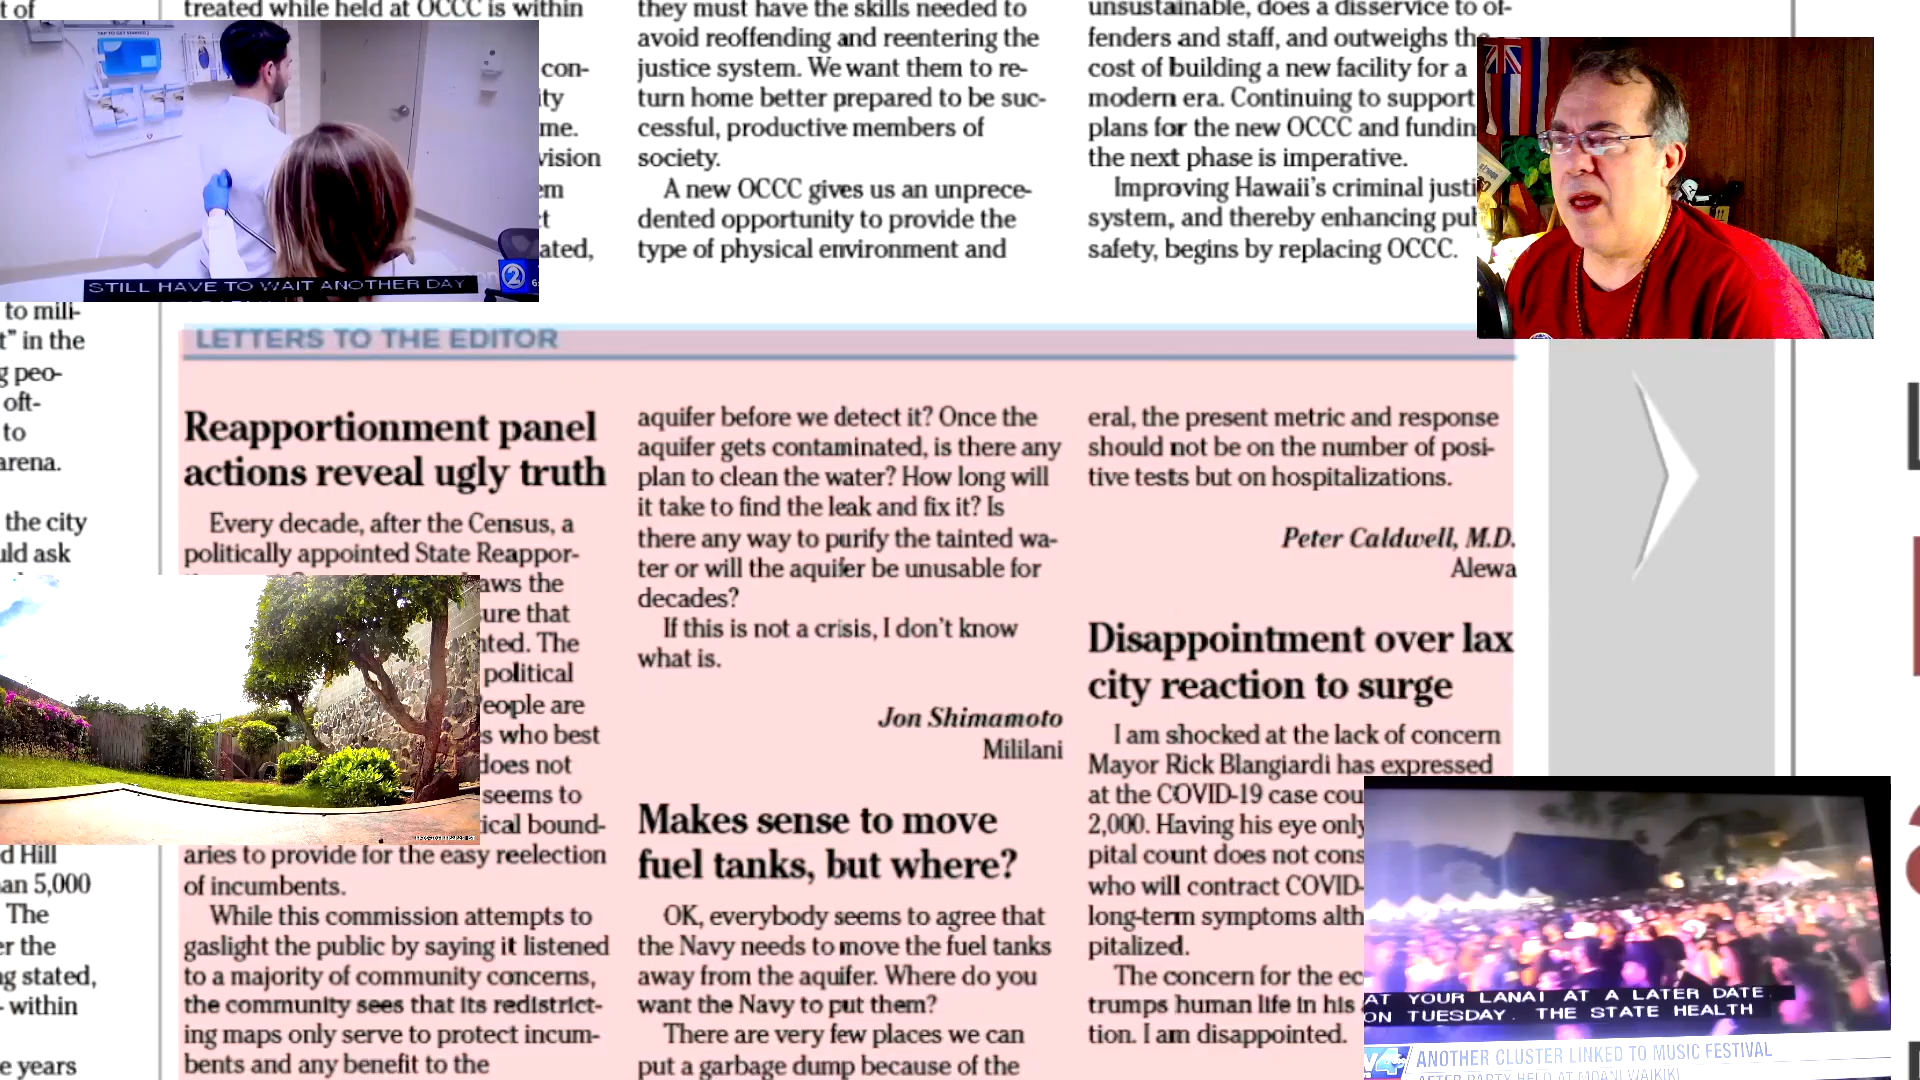 t of
to mili-
t" in the
g peo-
oft-
to
arena.
the city
uld ask
d Hill
an 5,000
The
er the
g stated,
- within
e years
treated while held at OCCC is within
con-
ity
me.
vision
em
t
ated,
they must have the skills needed to
avoid reoffending and reentering the
justice system. We want them to re-
turn home better prepared to be suc-
cessful, productive members of
society.
A new OCCC gives us an unprece-
dented opportunity to provide the
type of physical environment and
unsustainable, does a disservice to of-
fenders and staff, and outweighs the
cost of building a new facility for a
modern era. Continuing to support
plans for the new OCCC and fundin
the next phase is imperative.
Improving Hawaii's criminal justi
system, and thereby enhancing pul
safety, begins by replacing OCCC.
STILL HAVE TO WAIT ANOTHER DAY
2
LETTERS TO THE EDITOR
Reapportionment panel
actions reveal ugly truth
Every decade, after the Census, a
politically appointed State Reappor-
aws the
ure that
nted. The
political
eople are
s who best
does not
seems to
ical bound-
aries to provide for the easy reelection
of incumbents.
While this commission attempts to
gaslight the public by saying it listened
to a majority of community concerns,
the community sees that its redistrict-
ing maps only serve to protect incum-
bents and any benefit to the
aquifer before we detect it? Once the
aquifer gets contaminated, is there any
plan to clean the water? How long will
it take to find the leak and fix it? Is
there any way to purify the tainted wa-
ter or will the aquifer be unusable for
decades?
If this is not a crisis, I don't know
what is.
Jon Shimamoto
Mililani
Makes sense to move
fuel tanks, but where?
OK, everybody seems to agree that
the Navy needs to move the fuel tanks
away from the aquifer. Where do you
want the Navy to put them?
There are very few places we can
put a garbage dump because of the
eral, the present metric and response
should not be on the number of posi-
tive tests but on hospitalizations.
Peter Caldwell, M.D.
Alewa
Disappointment over lax
city reaction to surge
I am shocked at the lack of concern
Mayor Rick Blangiardi has expressed
at the COVID-19 case cou
2,000. Having his eye only
pital count does not cons
who will contract COVID-
long-term symptoms alth
pitalized.
The concern for the ec
trumps human life in his
tion. I am disappointed.
AT YOUR LANAI AT A LATER DATE
ON TUESDAY. THE STATE HEALTH
4
ANOTHER CLUSTER LINKED TO MUSIC FESTIVAL
AFTER PARTY HELD AT MOANI WAIKIKI